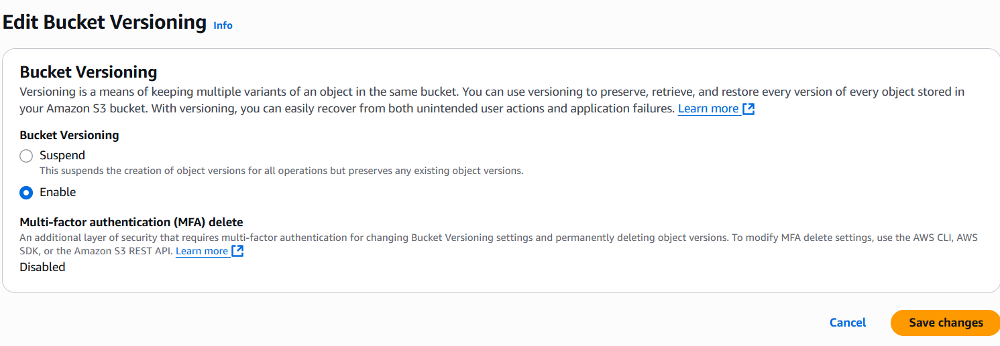 Edit Bucket Versioning Info
Bucket Versioning
Versioning is a means of keeping multiple variants of an object in the same bucket. You can use versioning to preserve, retrieve, and restore every version of every object stored in
your Amazon S3 bucket. With versioning, you can easily recover from both unintended user actions and application failures. Learn more
Bucket Versioning
Suspend
This suspends the creation of object versions for all operations but preserves any existing object versions.
Enable
Multi-factor authentication (MFA) delete
An additional layer of security that requires multi-factor authentication for changing Bucket Versioning settings and permanently deleting object versions. To modify MFA delete settings, use the AWS CLI, AWS
SDK, or the Amazon S3 REST API. Learn more
Disabled
Cancel Save changes